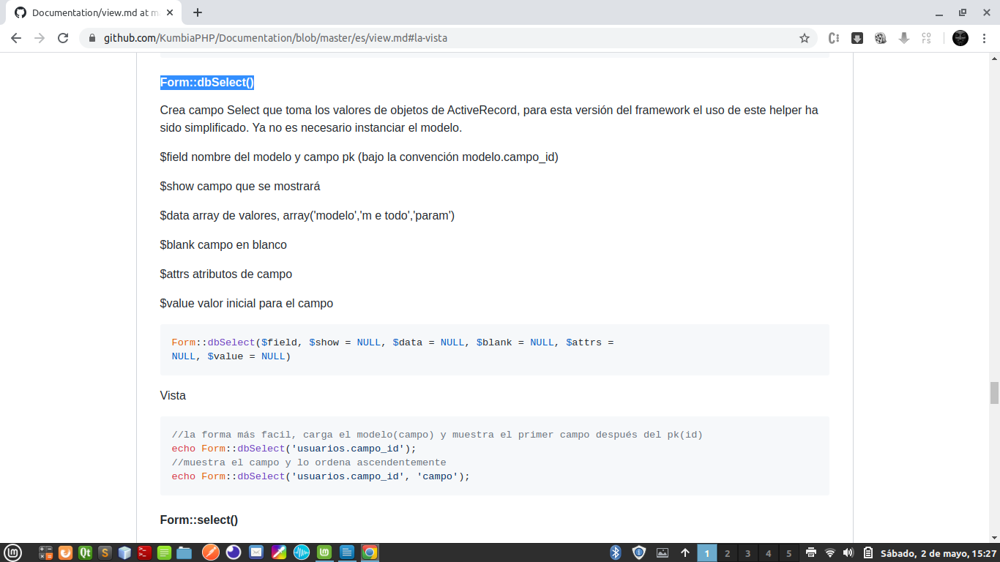 Documentation/view.md at m
github.com/KumbiaPHP/Documentation/blob/master/es/view.md#la-vista
Form::dbSelect()
Crea campo Select que toma los valores de objetos de ActiveRecord, para esta versión del framework el uso de este helper ha
sido simplificado. Ya no es necesario instanciar el modelo.
$field nombre del modelo y campo pk (bajo la convención modelo.campo_id)
$show campo que se mostrará
$data array de valores, array('modelo','m e todo','param')
$blank campo en blanco
$attrs atributos de campo
$value valor inicial para el campo
Form::dbSelect($field, $show = NULL, $data = NULL, $blank = NULL, $attrs =
NULL, $value = NULL)
Vista
//la forma más facil, carga el modelo(campo) y muestra el primer campo después del pk(id)
echo Form::dbSelect('usuarios.campo_id');
//muestra el campo y lo ordena ascendentemente
echo Form::dbSelect('usuarios.campo_id', 'campo');
Form::select()
1 2 3 4 5 Sábado, 2 de mayo, 15:27